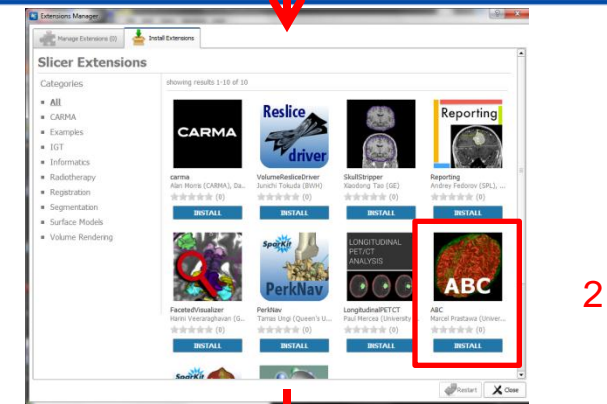 Extensions Manager
Manage Extensions (0)
Install Extensions
Slicer Extensions
Categories
showing results 1-10 of 10
All
CARMA
Examples
IGT
Informatics
Radiotherapy
Registration
Segmentation
Surface Models
Volume Rendering
CARMA
Reslice
driver
Reporting
carma
Alan Morris (CARMA), Da...
(0)
INSTALL
VolumeResliceDriver
Junichi Tokuda (BWH)
(0)
INSTALL
SkullStripper
Xiaodong Tao (GE)
(0)
INSTALL
Reporting
Andrey Fedorov (SPL), ...
(0)
INSTALL
SparKit
PerkNav
LONGITUDINAL
PET/CT
ANALYSIS
ABC
FacetedVisualizer
Harini Veeraraghavan (G...
(0)
INSTALL
PerkNav
Tamas Ungi (Queen's U...
(0)
INSTALL
LongitudinalPETCT
Paul Mercea (University ...
(0)
INSTALL
ABC
Marcel Prastawa (Univer...
(0)
INSTALL
2
SparKit
Restart
Close